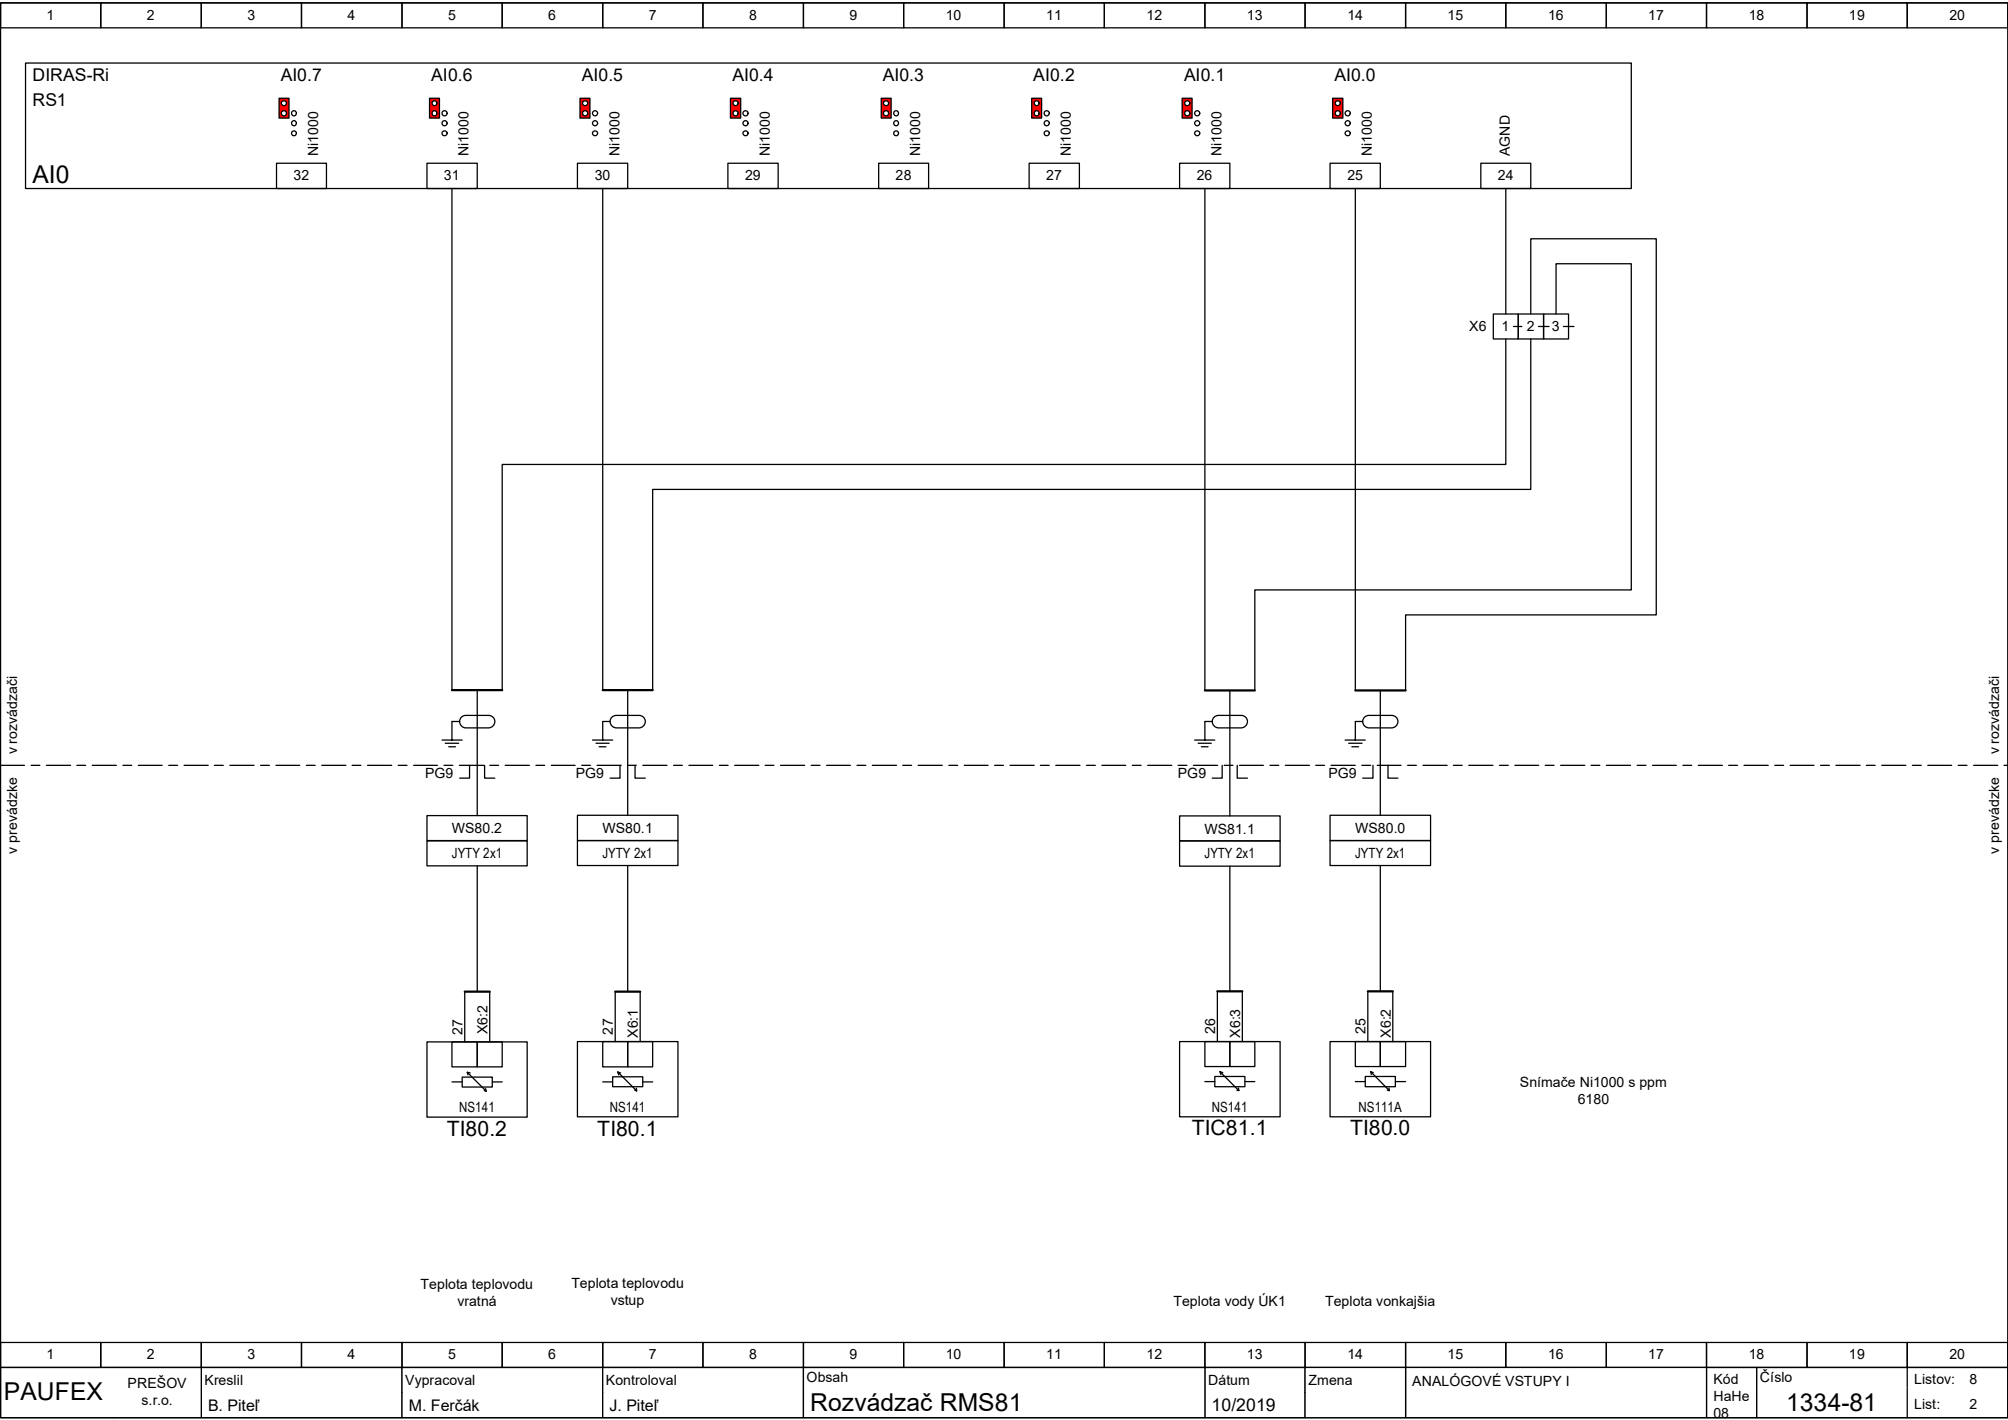 1 2 3 4 5 6 7 8 9 10 11 12 13 14 15 16 17 18 19 20
DIRAS-Ri AI0.7 AI0.6 AI0.5 AI0.4 AI0.3 AI0.2 AI0.1 AI0.0
RS1
Ni1000 Ni1000 Ni1000 Ni1000 Ni1000 Ni1000 Ni1000 Ni1000 AGND
AI0 32 31 30 29 28 27 26 25 24
X6 1 2 3
v rozvádzači v rozvádzači
PG9 PG9 PG9 PG9
v prevádzke v prevádzke
WS80.2 WS80.1 WS81.1 WS80.0
JYTY 2x1 JYTY 2x1 JYTY 2x1 JYTY 2x1
27 X6:2 27 X6:1 26 X6:3 25 X6:2
NS141 NS141 NS141 NS111A
TI80.2 TI80.1 TIC81.1 TI80.0
Snímače Ni1000 s ppm
6180
Teplota teplovodu
vratná
Teplota teplovodu
vstup
Teplota vody ÚK1
Teplota vonkajšia
1 2 3 4 5 6 7 8 9 10 11 12 13 14 15 16 17 18 19 20
PAUFEX
PREŠOV
s.r.o.
Kreslil
B. Piteľ
Vypracoval
M. Ferčák
Kontroloval
J. Piteľ
Obsah
Rozvádzač RMS81
Dátum
10/2019
Zmena
ANALÓGOVÉ VSTUPY I
Kód
HaHe
08
Číslo
1334-81
Listov: 8
List: 2